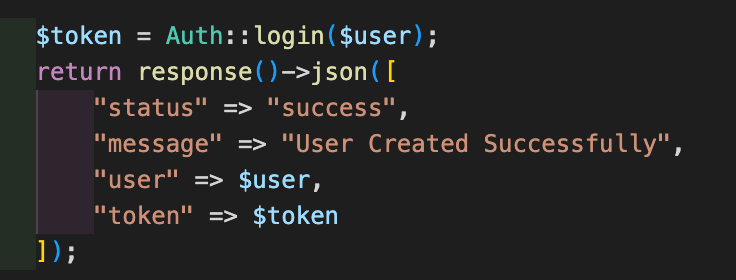 $token = Auth::login($user);
return response()->json([
    "status" => "success",
    "message" => "User Created Successfully",
    "user" => $user,
    "token" => $token
]);